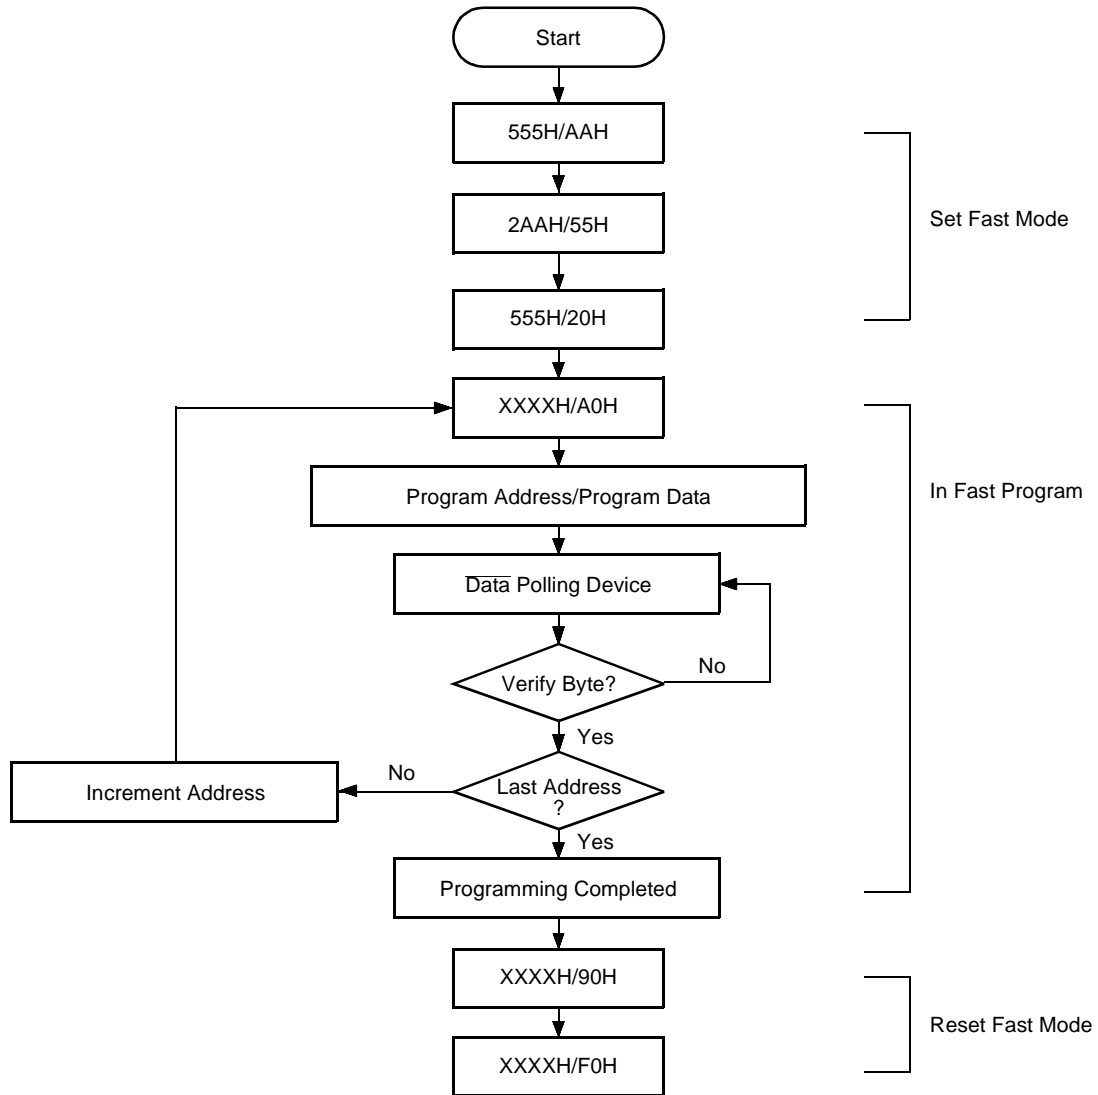 Start
555H/AAH
2AAH/55H
Set Fast Mode
555H/20H
XXXXH/A0H
Program Address/Program Data
In Fast Program
Data Polling Device
Verify Byte?
No
Yes
Last Address
?
No
Increment Address
Yes
Programming Completed
XXXXH/90H
Reset Fast Mode
XXXXH/F0H